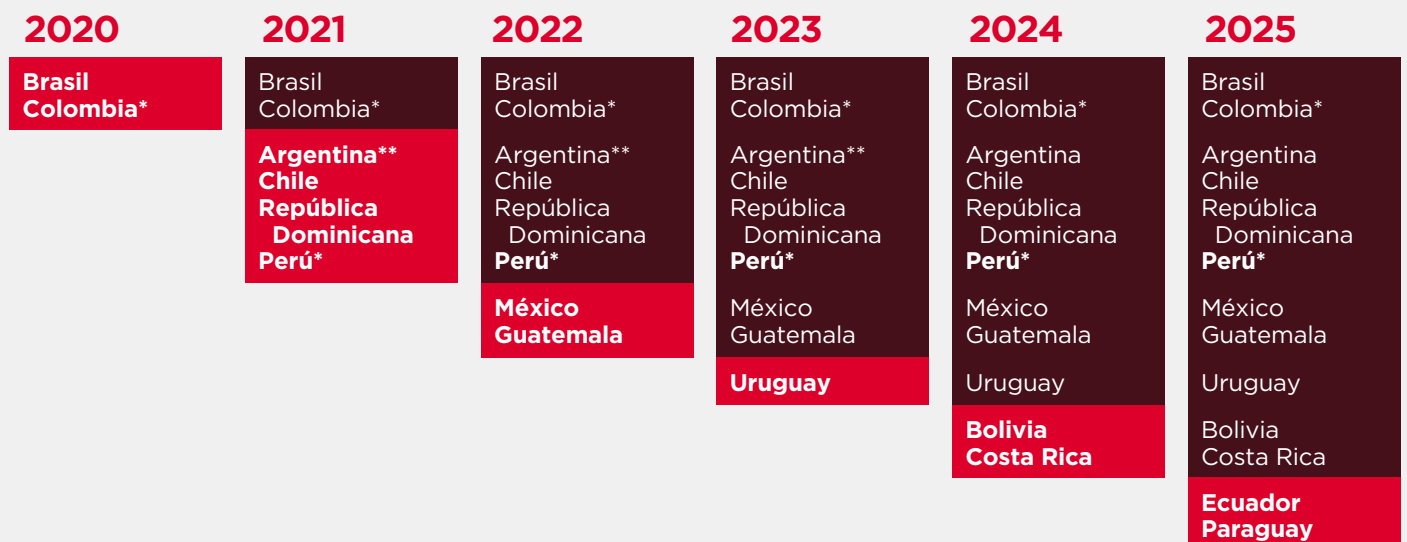 2020
Brasil
Colombia*
2021
Brasil
Colombia*
Argentina**
Chile
República
Dominicana
Perú*
2022
Brasil
Colombia*
Argentina**
Chile
República
Dominicana
Perú*
México
Guatemala
2023
Brasil
Colombia*
Argentina**
Chile
República
Dominicana
Perú*
México
Guatemala
Uruguay
2024
Brasil
Colombia*
Argentina
Chile
República
Dominicana
Perú*
México
Guatemala
Uruguay
Bolivia
Costa Rica
2025
Brasil
Colombia*
Argentina
Chile
República
Dominicana
Perú*
México
Guatemala
Uruguay
Bolivia
Costa Rica
Ecuador
Paraguay